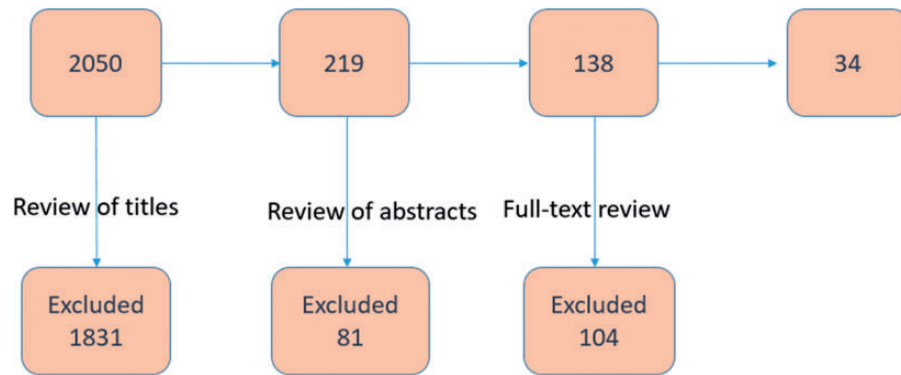 2050
219
138
34
Review of titles
Review of abstracts
Full-text review
Excluded
1831
Excluded
81
Excluded
104